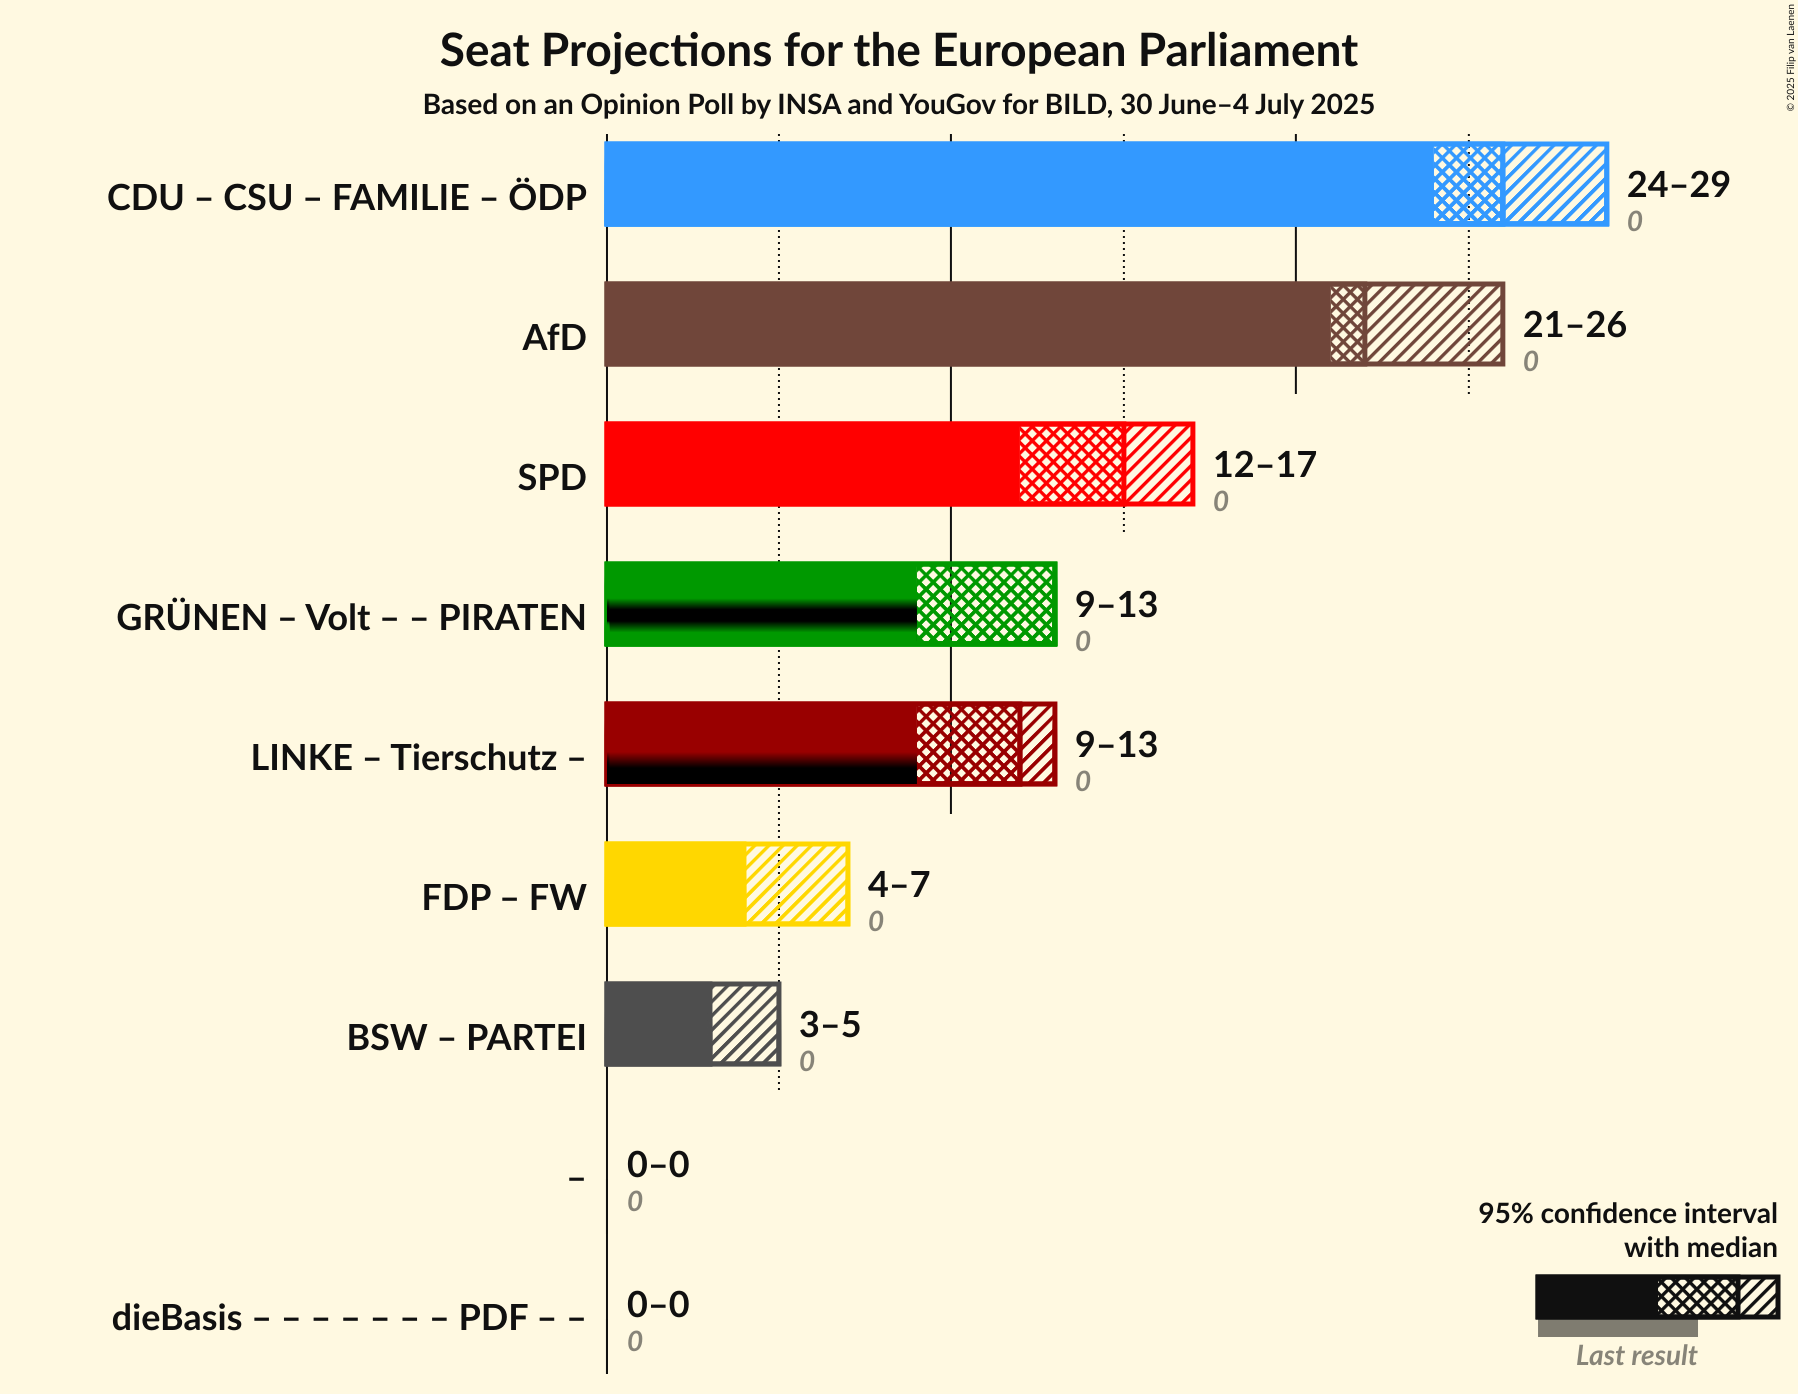 Seat Projections for the European Parliament
Based on an Opinion Poll by INSA and YouGov for BILD, 30 June–4 July 2025
© 2025 Filip van Laenen
CDU – CSU – FAMILIE – ÖDP
24–29
0
AfD
21–26
0
SPD
12–17
0
GRÜNEN – Volt – – PIRATEN
9–13
0
LINKE – Tierschutz –
9–13
0
FDP – FW
4–7
0
BSW – PARTEI
3–5
0
–
0–0
0
dieBasis – – – – – – – PDF – –
0–0
0
95% confidence interval
with median
Last result